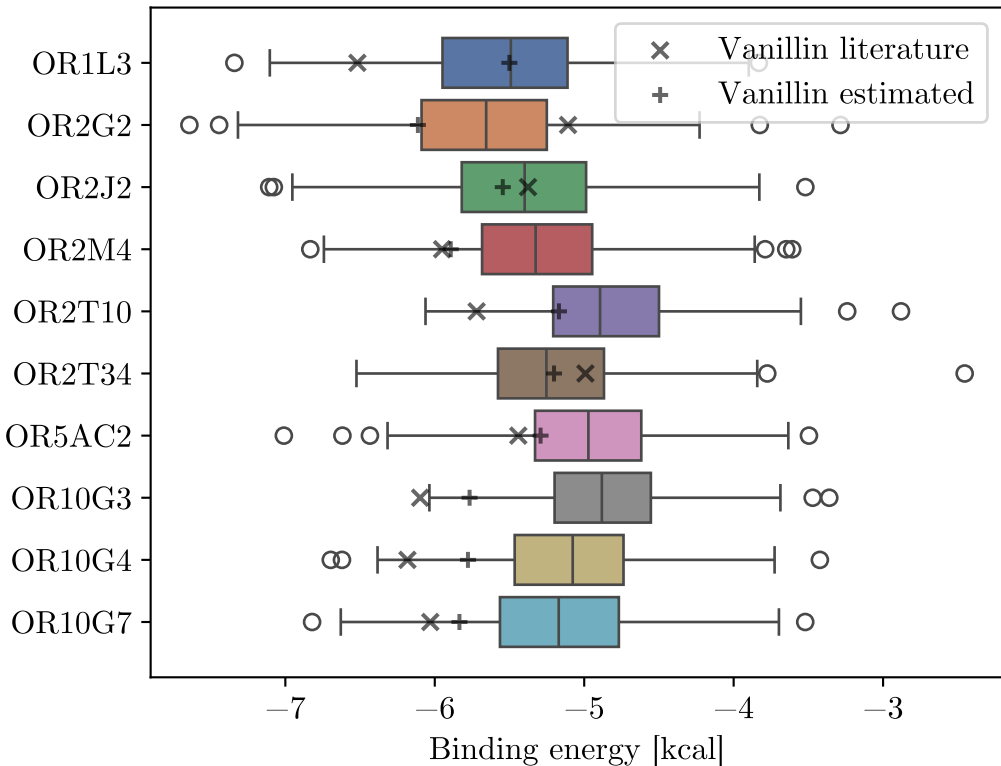 OR1L3
OR2G2
OR2J2
OR2M4
OR2T10
OR2T34
OR5AC2
OR10G3
OR10G4
OR10G7
Vanillin literature
Vanillin estimated
−7 −6 −5 −4 −3
Binding energy [kcal]